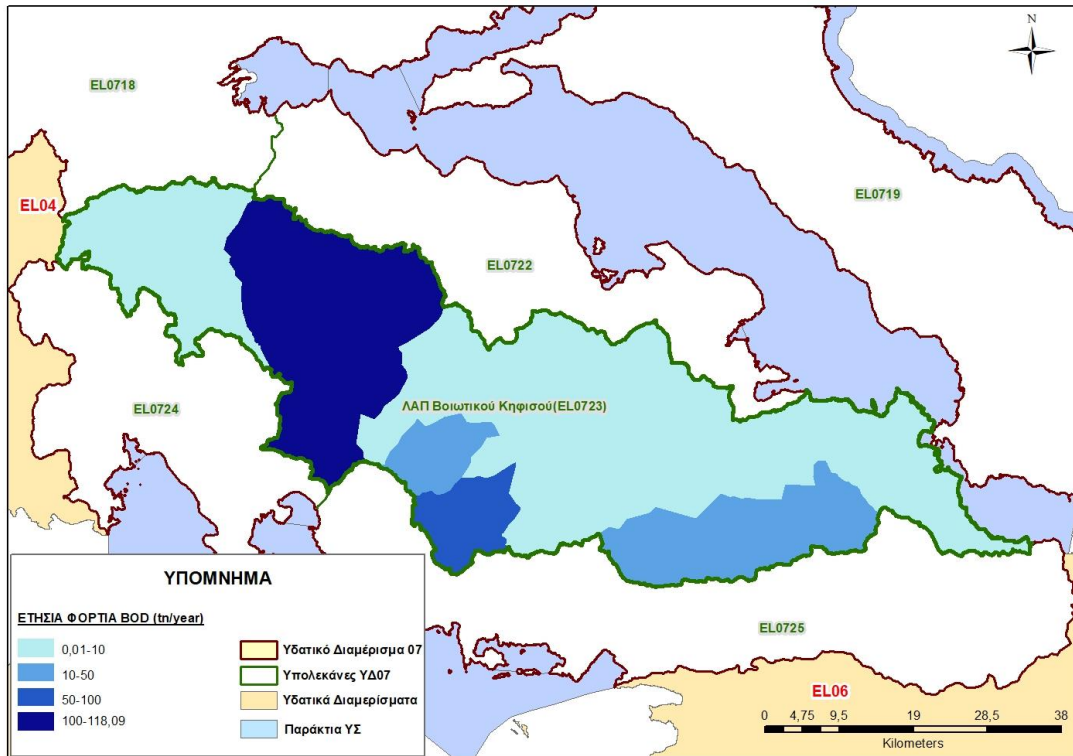 N
EL0718
EL04
EL0719
EL0722
EL0724
ΛΑΠ Βοιωτικού Κηφισού(EL0723)
EL0725
EL06
ΥΠΟΜΝΗΜΑ
ΕΤΗΣΙΑ ΦΟΡΤΙΑ BOD (tn/year)
0,01-10
10-50
50-100
100-118,09
Υδατικό Διαμέρισμα 07
Υπολεκάνες ΥΔ07
Υδατικά Διαμερίσματα
Παράκτια ΥΣ
0 4,75 9,5 19 28,5 38
Kilometers